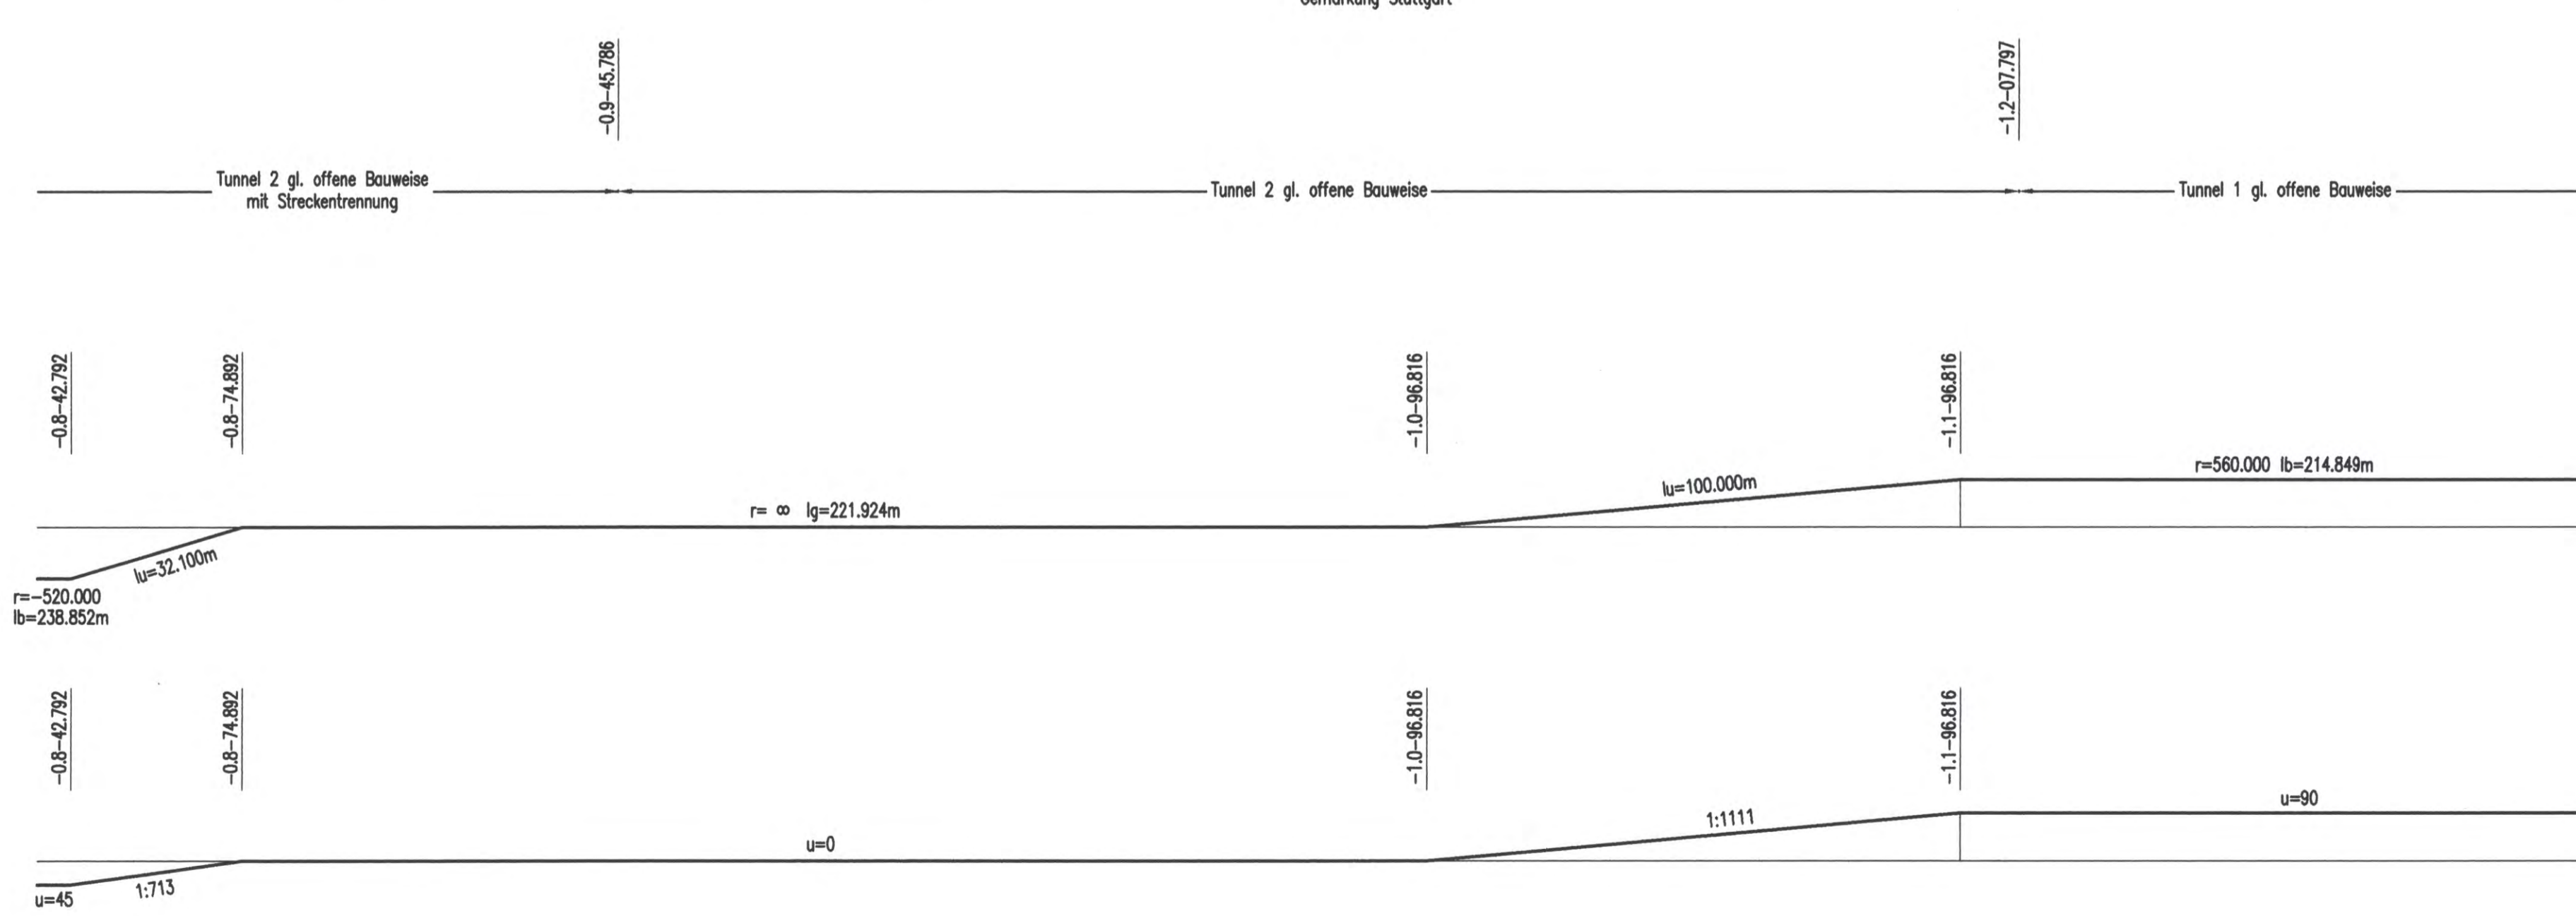 Gemarkung Stuttgart
-0.9-45.786
-1.2-07.797
Tunnel 2 gl. offene Bauweise
mit Streckentrennung
Tunnel 2 gl. offene Bauweise
Tunnel 1 gl. offene Bauweise
-0.8-42.792
-0.8-74.892
-1.0-96.816
-1.1-96.816
r=560.000 lb=214.849m
lu=100.000m
r= ∞ lg=221.924m
lu=32.100m
r=-520.000
lb=238.852m
-0.8-42.792
-0.8-74.892
-1.0-96.816
-1.1-96.816
u=90
1:1111
u=0
1:713
u=45